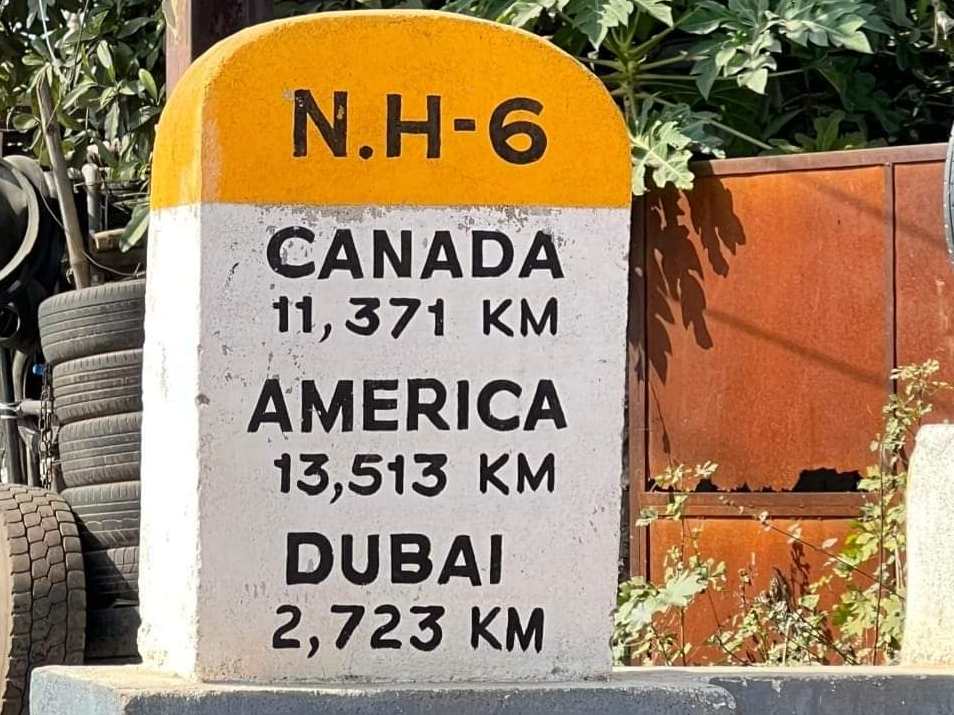 N.H-6
CANADA
11,371 KM
AMERICA
13,513 KM
DUBAI
2,723 KM